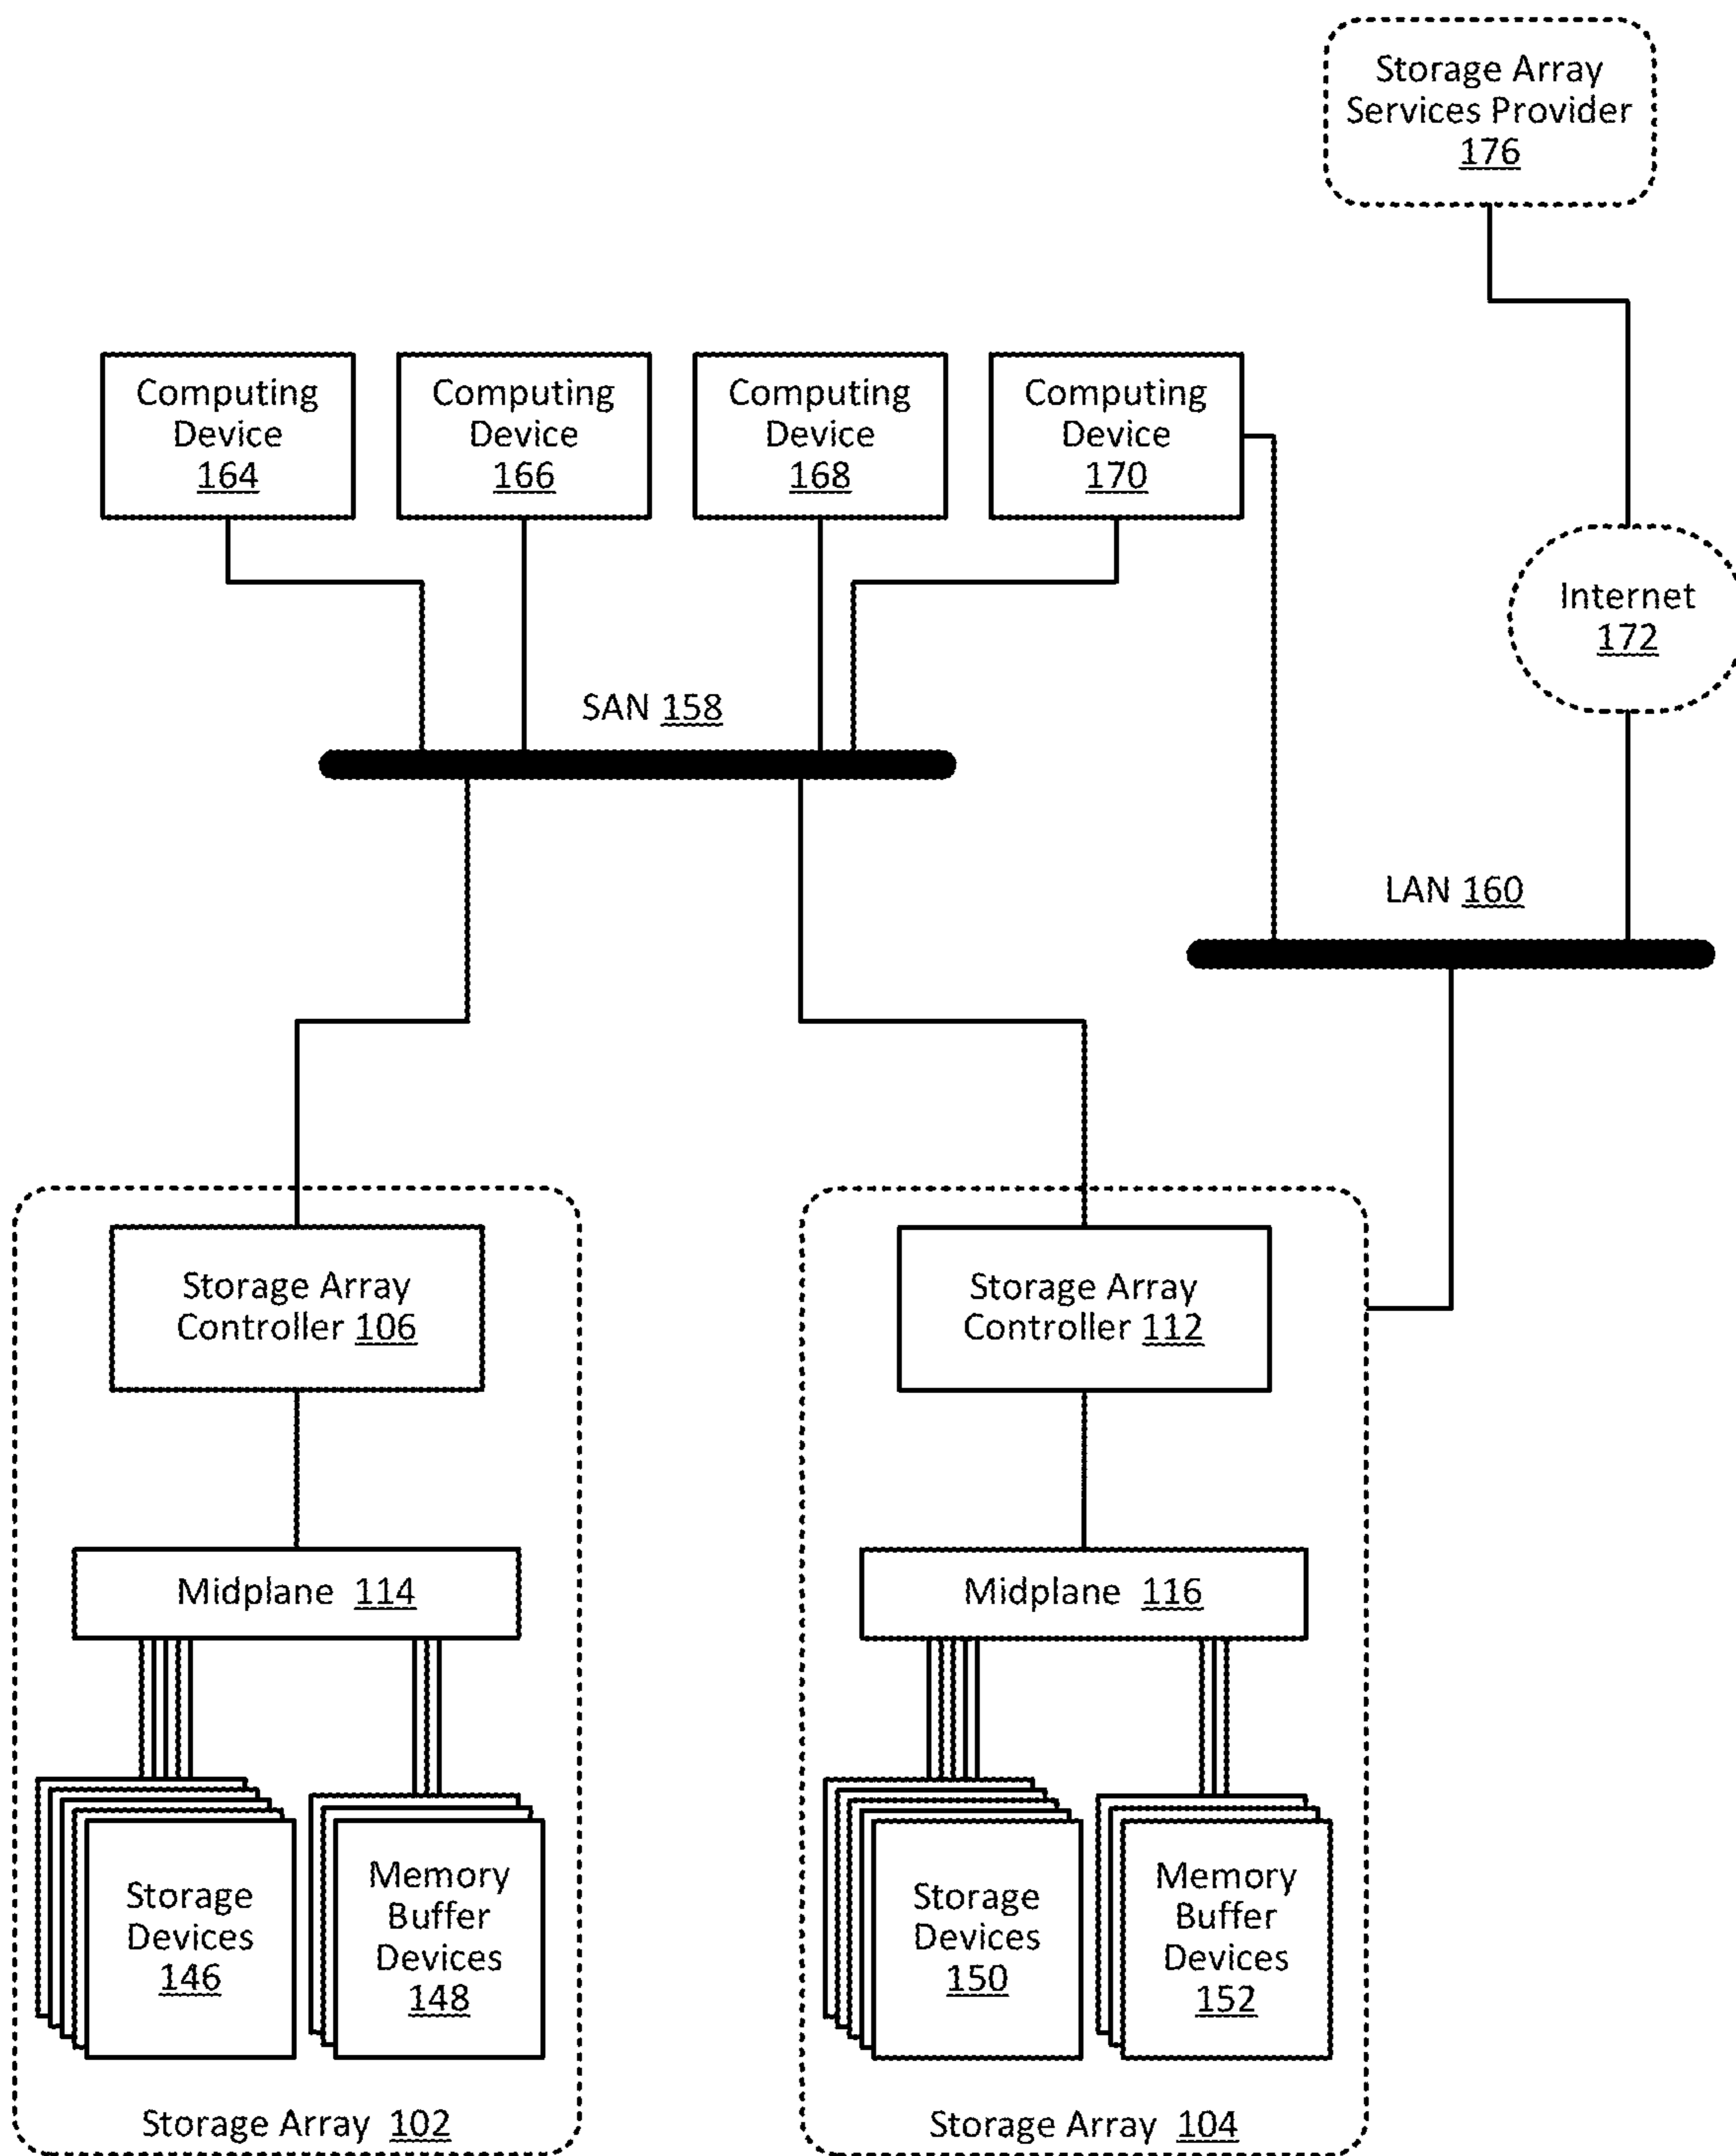 Storage Array
Services Provider
176
Computing
Device
164
Computing
Device
166
Computing
Device
168
Computing
Device
170
Internet
172
SAN 158
LAN 160
Storage Array
Controller 106
Storage Array
Controller 112
Midplane 114
Midplane 116
Storage
Devices
146
Memory
Buffer
Devices
148
Storage
Devices
150
Memory
Buffer
Devices
152
Storage Array 102
Storage Array 104